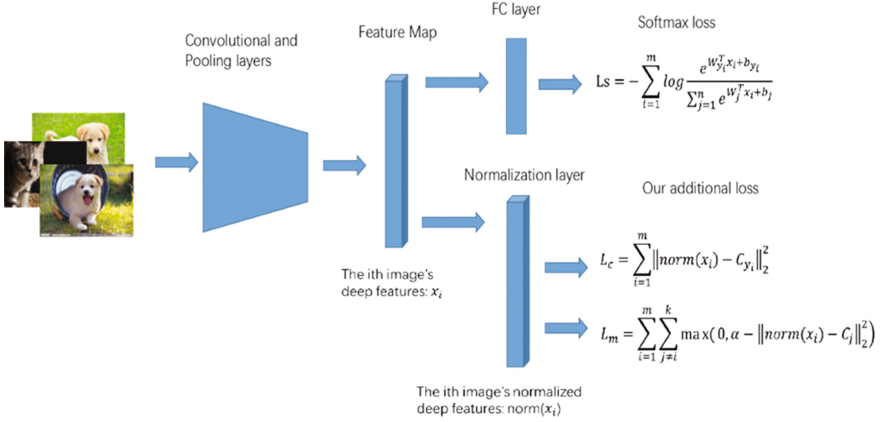 Convolutional and
Pooling layers
Feature Map
FC layer
Softmax loss
Ls = − ∑_{i=1}^{m} log \frac{e^{W_{y_i}^T x_i + b_{y_i}}}{∑_{j=1}^{n} e^{W_j^T x_i + b_j}}
Normalization layer
Our additional loss
L_c = ∑_{i=1}^{m} ‖norm(x_i) − C_{y_i}‖_2^2
The ith image's
deep features: x_i
L_m = ∑_{i=1}^{m} ∑_{j≠i}^{k} max( 0, α − ‖norm(x_i) − C_j‖_2^2)
The ith image's normalized
deep features: norm(x_i)